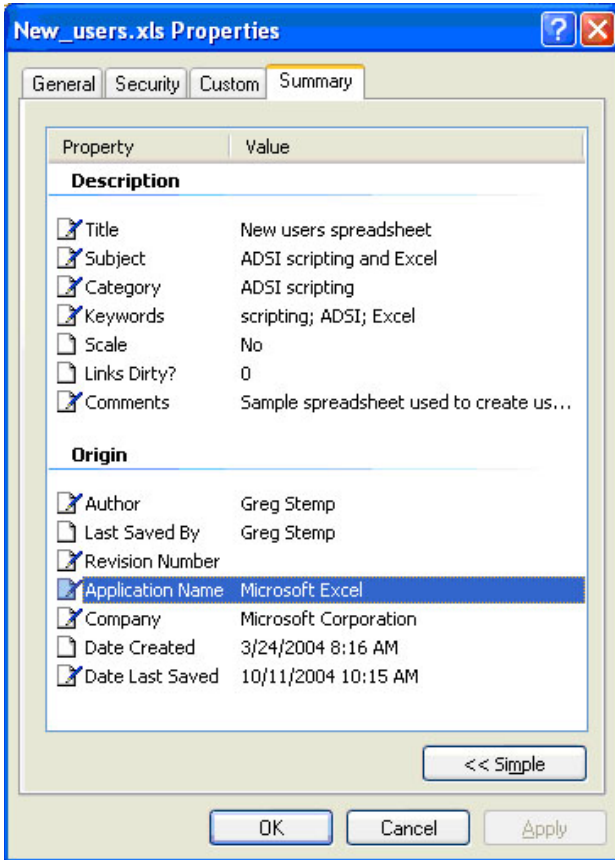 New_users.xls Properties
General Security Custom Summary
Property Value
Description
Title New users spreadsheet
Subject ADSI scripting and Excel
Category ADSI scripting
Keywords scripting; ADSI; Excel
Scale No
Links Dirty? 0
Comments Sample spreadsheet used to create us...
Origin
Author Greg Stemp
Last Saved By Greg Stemp
Revision Number
Application Name Microsoft Excel
Company Microsoft Corporation
Date Created 3/24/2004 8:16 AM
Date Last Saved 10/11/2004 10:15 AM
<< Simple
OK Cancel Apply